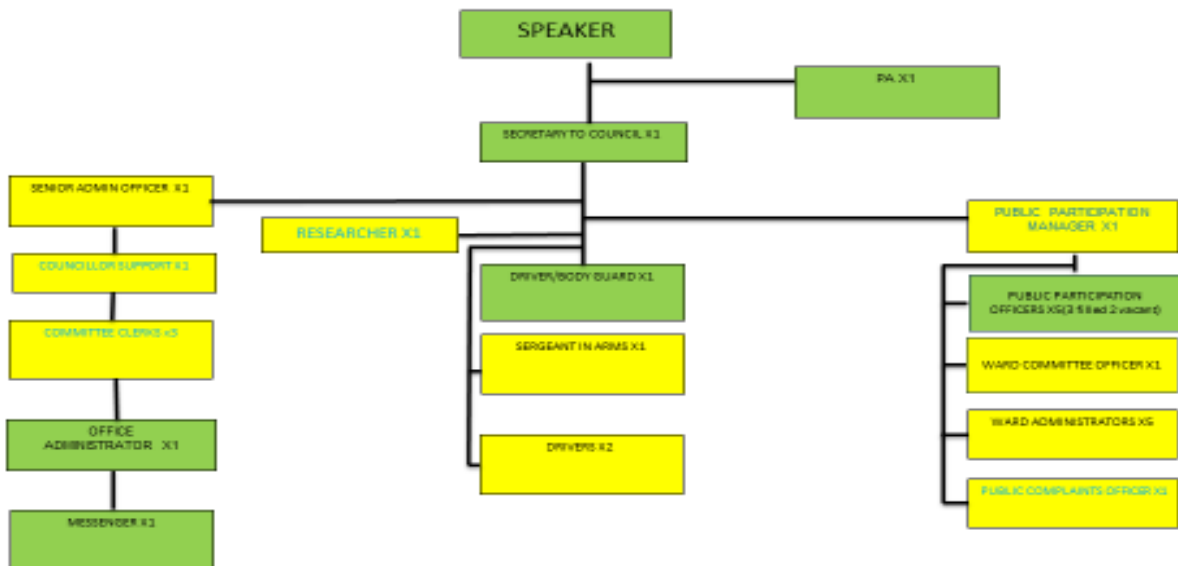 SPEAKER
PA X1
SECRETARY TO COUNCIL X1
SENIOR ADMIN OFFICER X1
RESEARCHER X1
PUBLIC PARTICIPATION
MANAGER X1
COUNCILLOR SUPPORT X1
DRIVER/BODY GUARD X1
PUBLIC PARTICIPATION
OFFICERS X5(3 filled 2 vacant)
COMMITTEE CLERKS x3
SERGEANT IN ARMS X1
WARD COMMITTEE OFFICER X1
OFFICE
ADMINISTRATOR X1
DRIVERS X2
WARD ADMINISTRATORS X5
PUBLIC COMPLAINTS OFFICER X1
MESSENGER X1